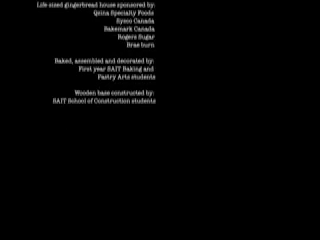 Life sized gingerbread house sponsored by:
Qzina Specialty Foods
Sysco Canada
Bakemark Canada
Rogers Sugar
Brae burn
Baked, assembled and decorated by:
First year SAIT Baking and
Pastry Arts students
Wooden base constructed by:
SAIT School of Construction students